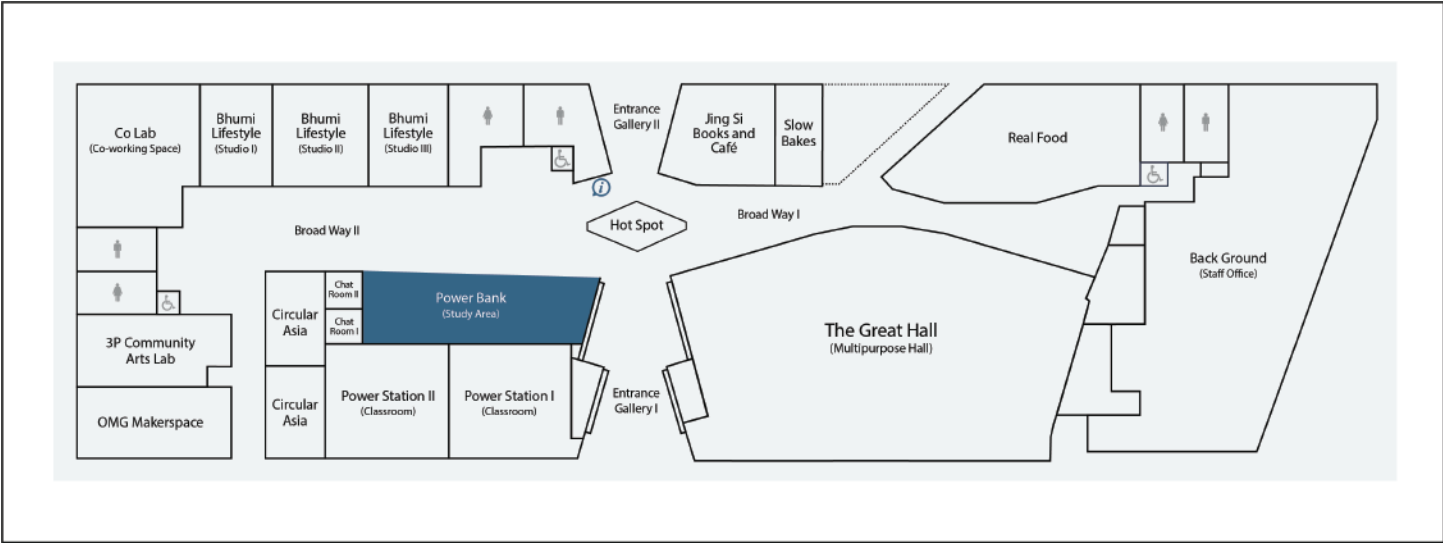 Co Lab
(Co-working Space)
Bhumi
Lifestyle
(Studio I)
Bhumi
Lifestyle
(Studio II)
Bhumi
Lifestyle
(Studio III)
Entrance
Gallery II
Jing Si
Books and
Café
Slow
Bakes
Real Food
i
Hot Spot
Broad Way I
Broad Way II
Back Ground
(Staff Office)
Circular
Asia
Chat
Room II
Chat
Room I
Power Bank
(Study Area)
The Great Hall
(Multipurpose Hall)
3P Community
Arts Lab
OMG Makerspace
Circular
Asia
Power Station II
(Classroom)
Power Station I
(Classroom)
Entrance
Gallery I